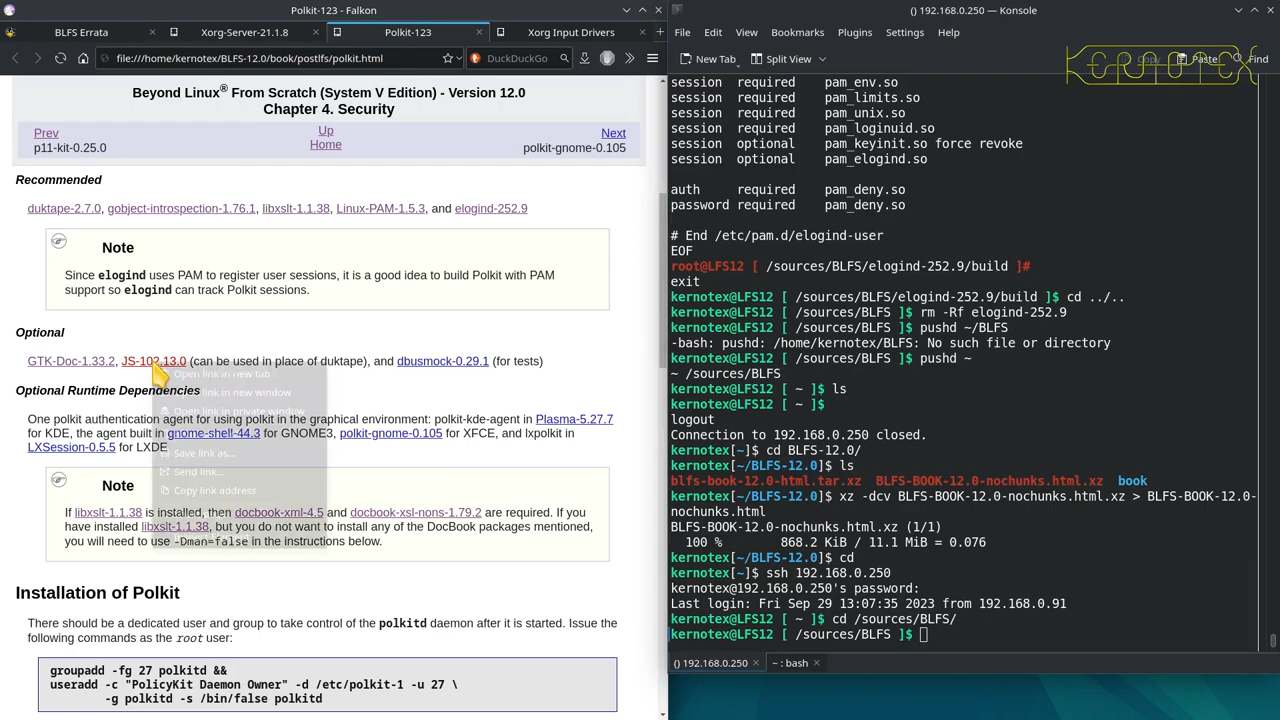 Polkit-123 - Falkon
BLFS Errata
Xorg-Server-21.1.8
Polkit-123
Xorg Input Drivers
file:///home/kernotex/BLFS-12.0/book/postlfs/polkit.html
DuckDuckGo
Beyond Linux® From Scratch (System V Edition) - Version 12.0
Chapter 4. Security
Prev
Up
Next
p11-kit-0.25.0
Home
polkit-gnome-0.105
Recommended
duktape-2.7.0, gobject-introspection-1.76.1, libxslt-1.1.38, Linux-PAM-1.5.3, and elogind-252.9
Note
Since elogind uses PAM to register user sessions, it is a good idea to build Polkit with PAM
support so elogind can track Polkit sessions.
Optional
GTK-Doc-1.33.2, JS-102.13.0 (can be used in place of duktape), and dbusmock-0.29.1 (for tests)
Open link in new tab
Optional Runtime Dependencies
Open link in new window
Open link in private window
One polkit authentication agent for using polkit in the graphical environment: polkit-kde-agent in Plasma-5.27.7
for KDE, the agent built in gnome-shell-44.3 for GNOME3, polkit-gnome-0.105 for XFCE, and lxpolkit in
LXSession-0.5.5 for LXDE
Save link as...
Send link...
Copy link address
Note
If libxslt-1.1.38 is installed, then docbook-xml-4.5 and docbook-xsl-nons-1.79.2 are required. If you
have installed libxslt-1.1.38, but you do not want to install any of the DocBook packages mentioned,
you will need to use -Dman=false in the instructions below.
Installation of Polkit
There should be a dedicated user and group to take control of the polkitd daemon after it is started. Issue the
following commands as the root user:
groupadd -fg 27 polkitd &&
useradd -c "PolicyKit Daemon Owner" -d /etc/polkit-1 -u 27 \
-g polkitd -s /bin/false polkitd
() 192.168.0.250 — Konsole
File Edit View Bookmarks Plugins Settings Help
New Tab
Split View
Copy
Paste
Find
KERNOTEX
session required pam_env.so
session required pam_limits.so
session required pam_unix.so
session required pam_loginuid.so
session optional pam_keyinit.so force revoke
session optional pam_elogind.so
auth required pam_deny.so
password required pam_deny.so
# End /etc/pam.d/elogind-user
EOF
root@LFS12 [ /sources/BLFS/elogind-252.9/build ]#
exit
kernotex@LFS12 [ /sources/BLFS/elogind-252.9/build ]$ cd ../..
kernotex@LFS12 [ /sources/BLFS ]$ rm -Rf elogind-252.9
kernotex@LFS12 [ /sources/BLFS ]$ pushd ~/BLFS
-bash: pushd: /home/kernotex/BLFS: No such file or directory
kernotex@LFS12 [ /sources/BLFS ]$ pushd ~
~ /sources/BLFS
kernotex@LFS12 [ ~ ]$ ls
kernotex@LFS12 [ ~ ]$
logout
Connection to 192.168.0.250 closed.
kernotex[~]$ cd BLFS-12.0/
kernotex[~/BLFS-12.0]$ ls
blfs-book-12.0-html.tar.xz BLFS-BOOK-12.0-nochunks.html.xz book
kernotex[~/BLFS-12.0]$ xz -dcv BLFS-BOOK-12.0-nochunks.html.xz > BLFS-BOOK-12.0-
nochunks.html
BLFS-BOOK-12.0-nochunks.html.xz (1/1)
100 % 868.2 KiB / 11.1 MiB = 0.076
kernotex[~/BLFS-12.0]$ cd
kernotex[~]$ ssh 192.168.0.250
kernotex@192.168.0.250's password:
Last login: Fri Sep 29 13:07:35 2023 from 192.168.0.91
kernotex@LFS12 [ ~ ]$ cd /sources/BLFS/
kernotex@LFS12 [ /sources/BLFS ]$
() 192.168.0.250
~ : bash